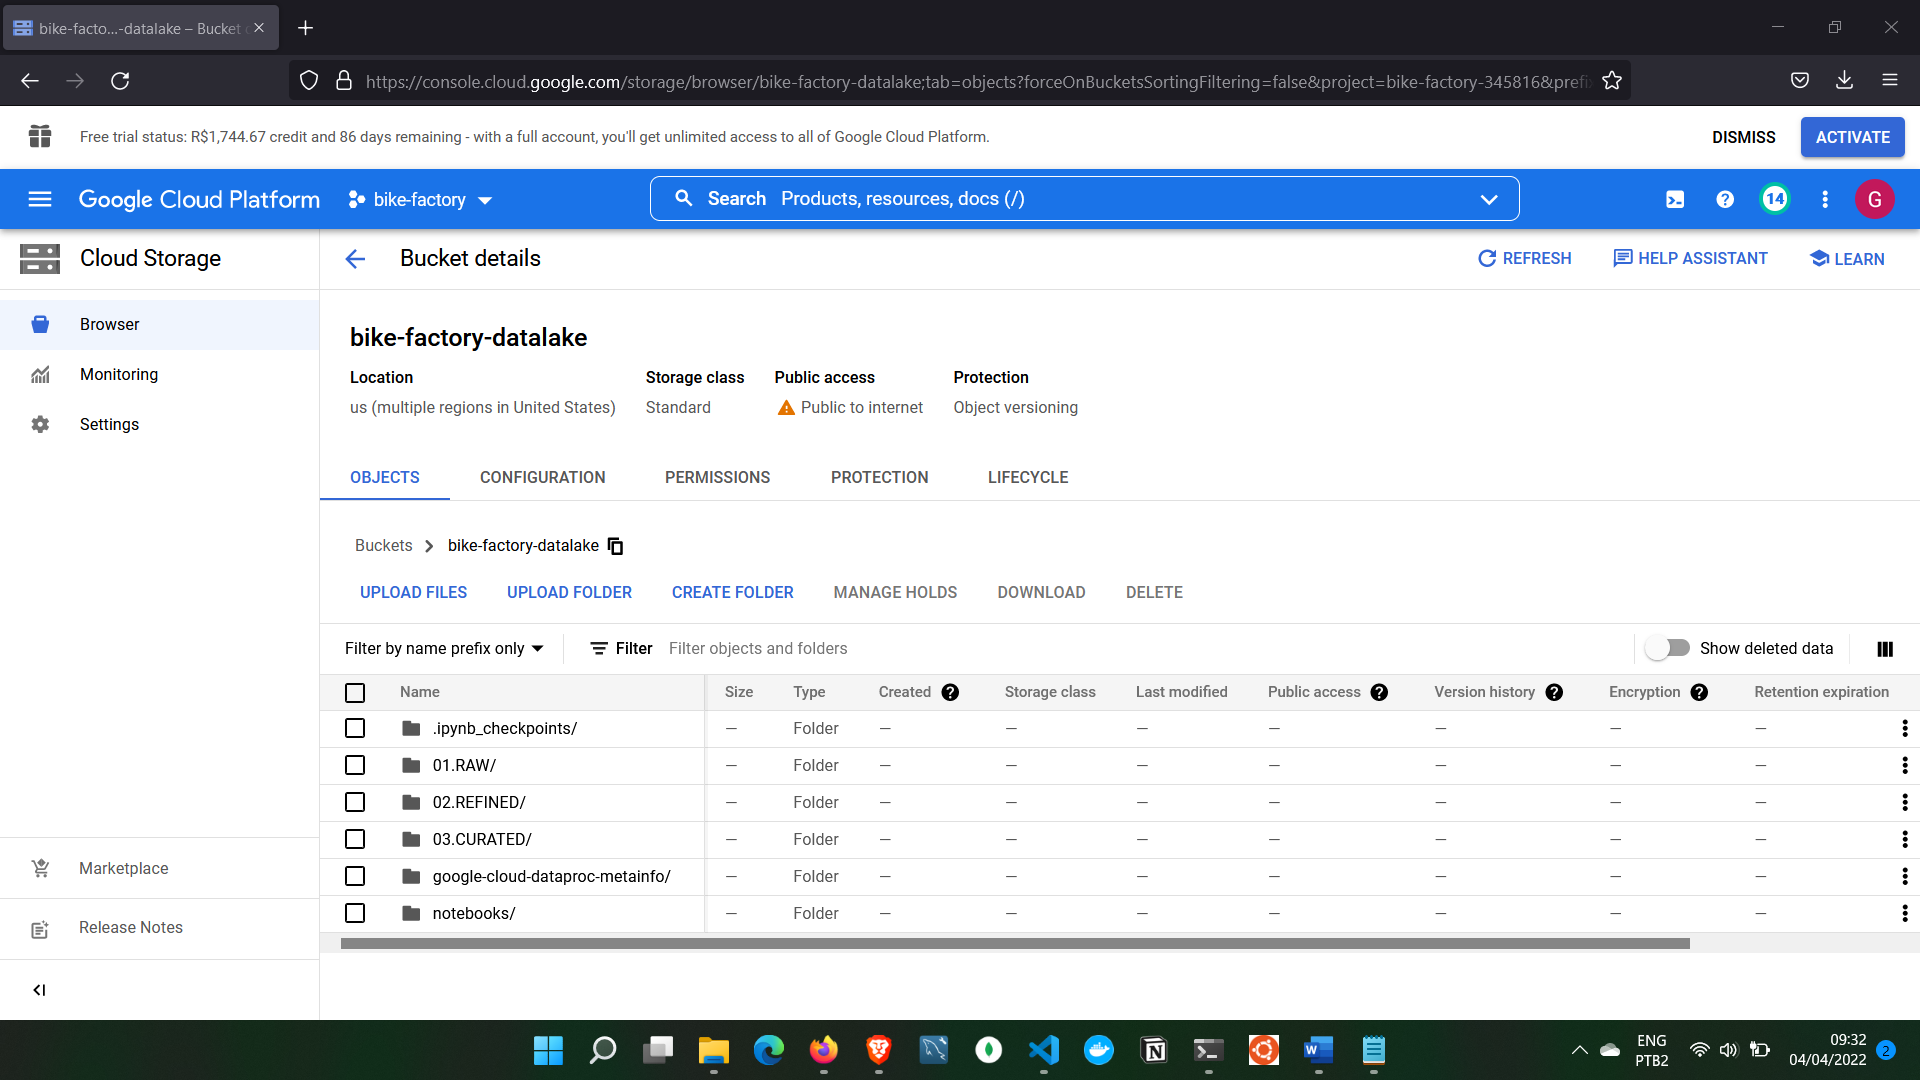 bike-facto...-datalake – Bucket
https://console.cloud.google.com/storage/browser/bike-factory-datalake;tab=objects?forceOnBucketsSortingFiltering=false&project=bike-factory-345816&prefi
Free trial status: R$1,744.67 credit and 86 days remaining - with a full account, you'll get unlimited access to all of Google Cloud Platform.
DISMISS
ACTIVATE
Google Cloud Platform
bike-factory
Search Products, resources, docs (/)
14
G
Cloud Storage
Bucket details
REFRESH
HELP ASSISTANT
LEARN
Browser
Monitoring
Settings
Marketplace
Release Notes
bike-factory-datalake
Location Storage class Public access Protection
us (multiple regions in United States) Standard Public to internet Object versioning
OBJECTS CONFIGURATION PERMISSIONS PROTECTION LIFECYCLE
Buckets > bike-factory-datalake
UPLOAD FILES UPLOAD FOLDER CREATE FOLDER MANAGE HOLDS DOWNLOAD DELETE
Filter by name prefix only Filter Filter objects and folders Show deleted data
Name Size Type Created Storage class Last modified Public access Version history Encryption Retention expiration
.ipynb_checkpoints/ — Folder — — — — — — —
01.RAW/ — Folder — — — — — — —
02.REFINED/ — Folder — — — — — — —
03.CURATED/ — Folder — — — — — — —
google-cloud-dataproc-metainfo/ — Folder — — — — — — —
notebooks/ — Folder — — — — — — —
ENG
PTB2
09:32
04/04/2022
2